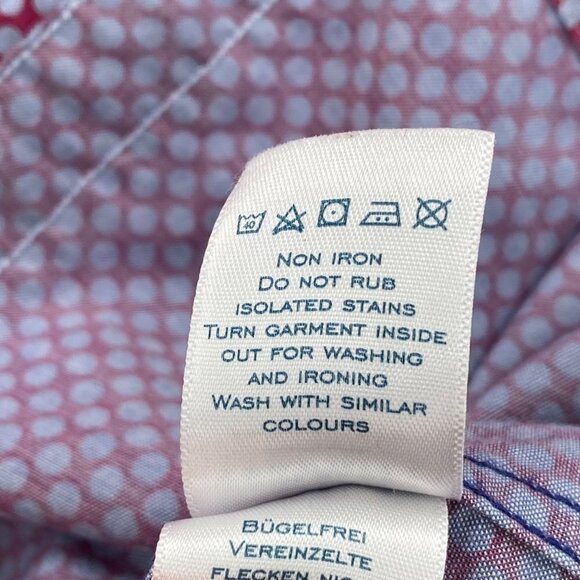 40
NON IRON
DO NOT RUB
ISOLATED STAINS
TURN GARMENT INSIDE
OUT FOR WASHING
AND IRONING
WASH WITH SIMILAR
COLOURS
BÜGELFREI
VEREINZELTE
FLECKEN